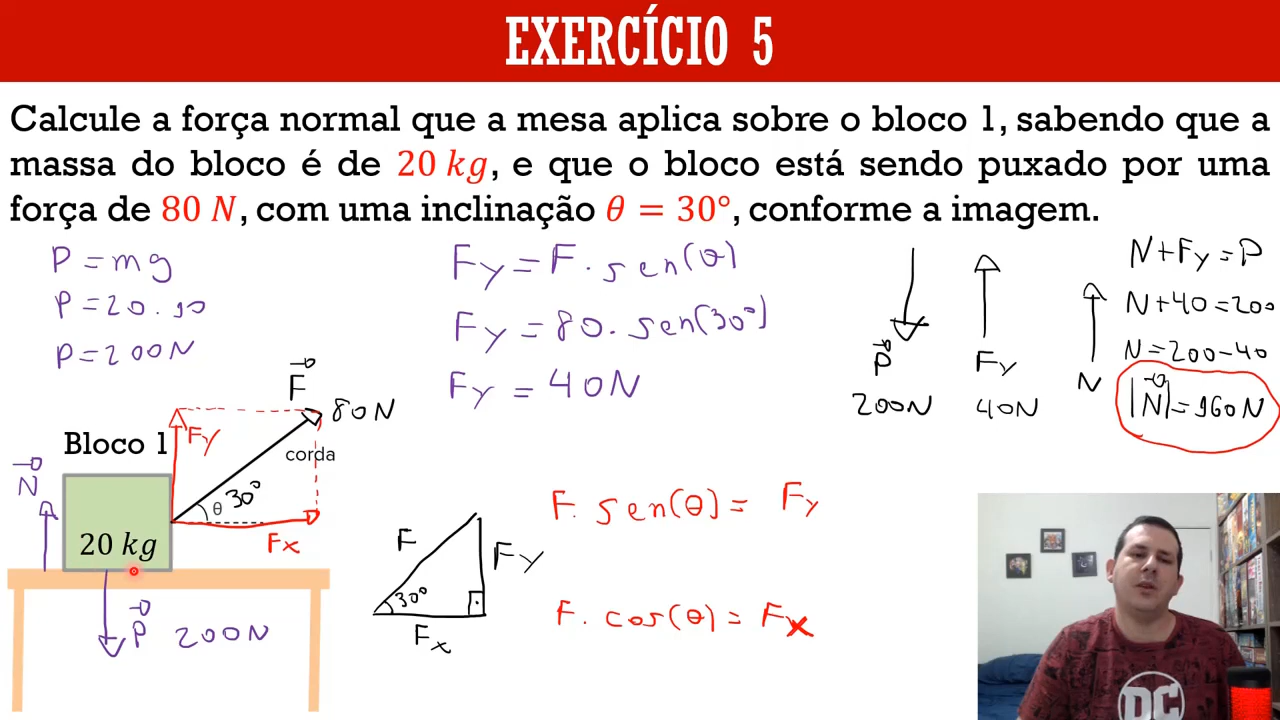 EXERCÍCIO 5
Calcule a força normal que a mesa aplica sobre o bloco 1, sabendo que a
massa do bloco é de 20 kg, e que o bloco está sendo puxado por uma
força de 80 N, com uma inclinação θ = 30°, conforme a imagem.
P = mg
P = 20.10
P = 200N
Fy = F. sen(θ)
Fy = 80. sen(30°)
Fy = 40N
P
200N
Fy
40N
N
N+Fy = P
N+40 = 200
N = 200-40
|N| = 160N
F
80N
Fy
Bloco 1
corda
N
θ 30°
20 kg
Fx
P 200N
F
Fy
30°
Fx
F. sen(θ) = Fy
F. cos(θ) = Fx
DC